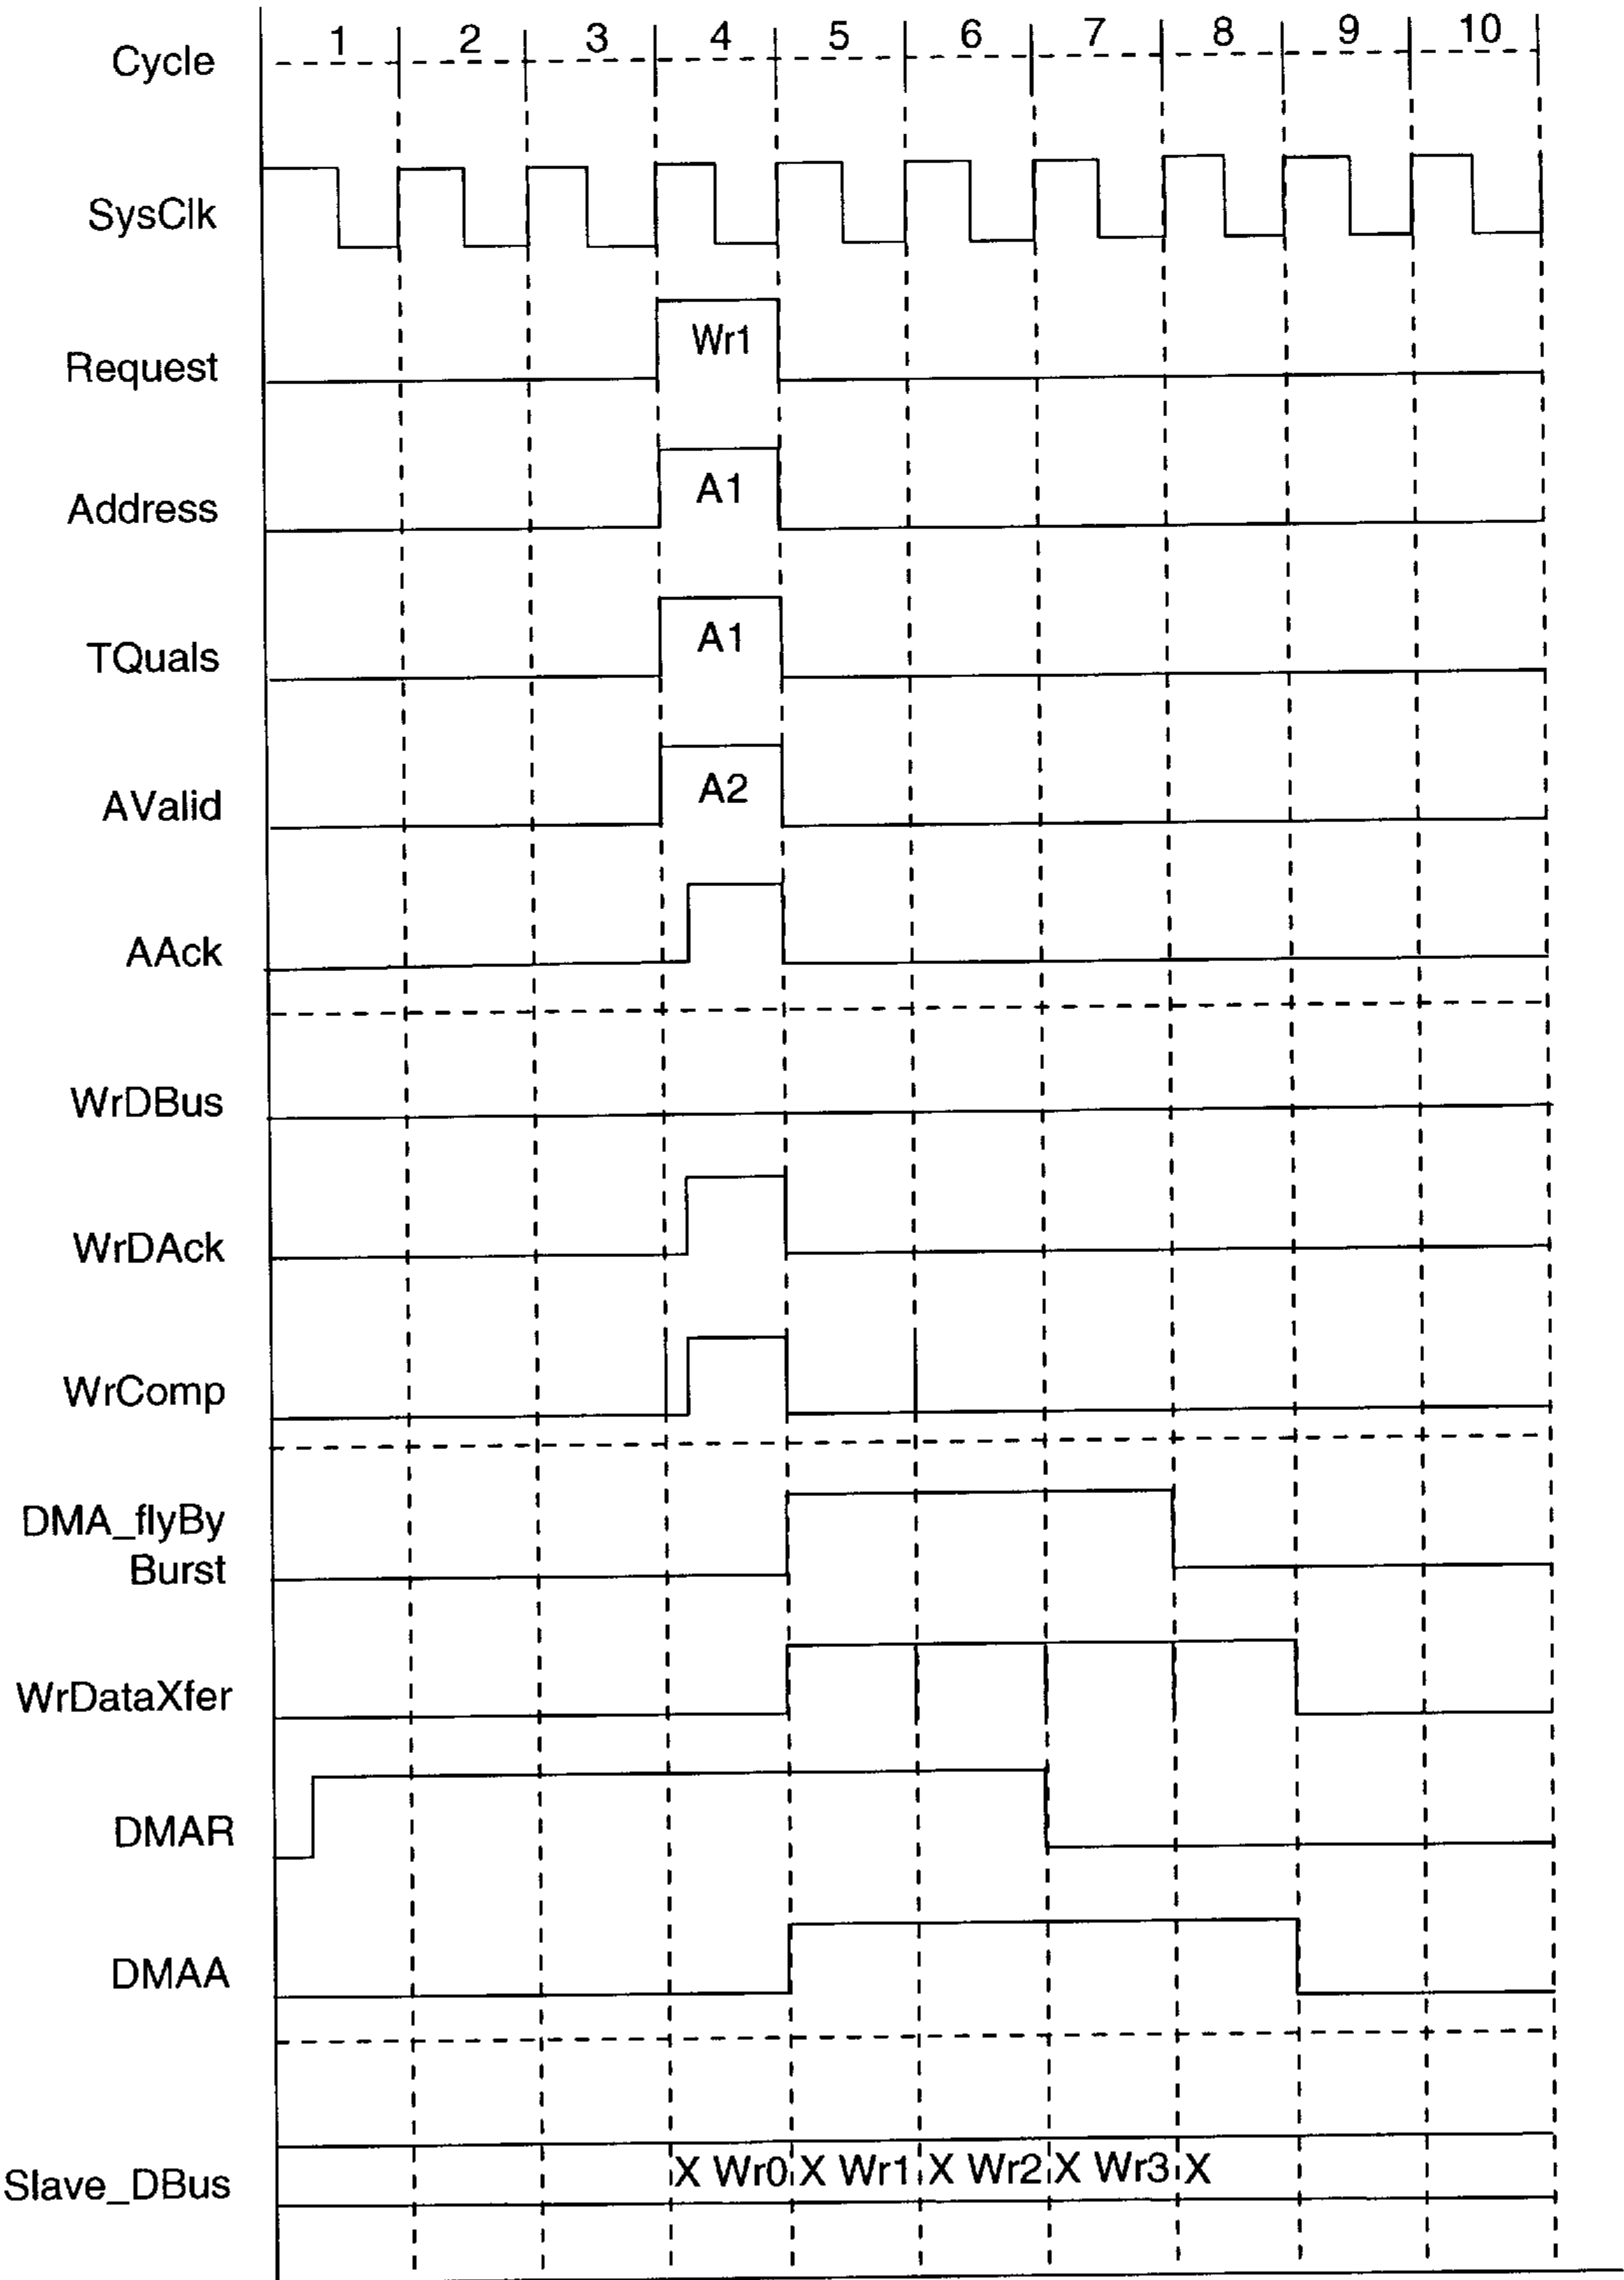 Cycle 1 2 3 4 5 6 7 8 9 10
SysClk
Request Wr1
Address A1
TQuals A1
AValid A2
AAck
WrDBus
WrDAck
WrComp
DMA_flyBy
Burst
WrDataXfer
DMAR
DMAA
Slave_DBus X Wr0 X Wr1 X Wr2 X Wr3 X